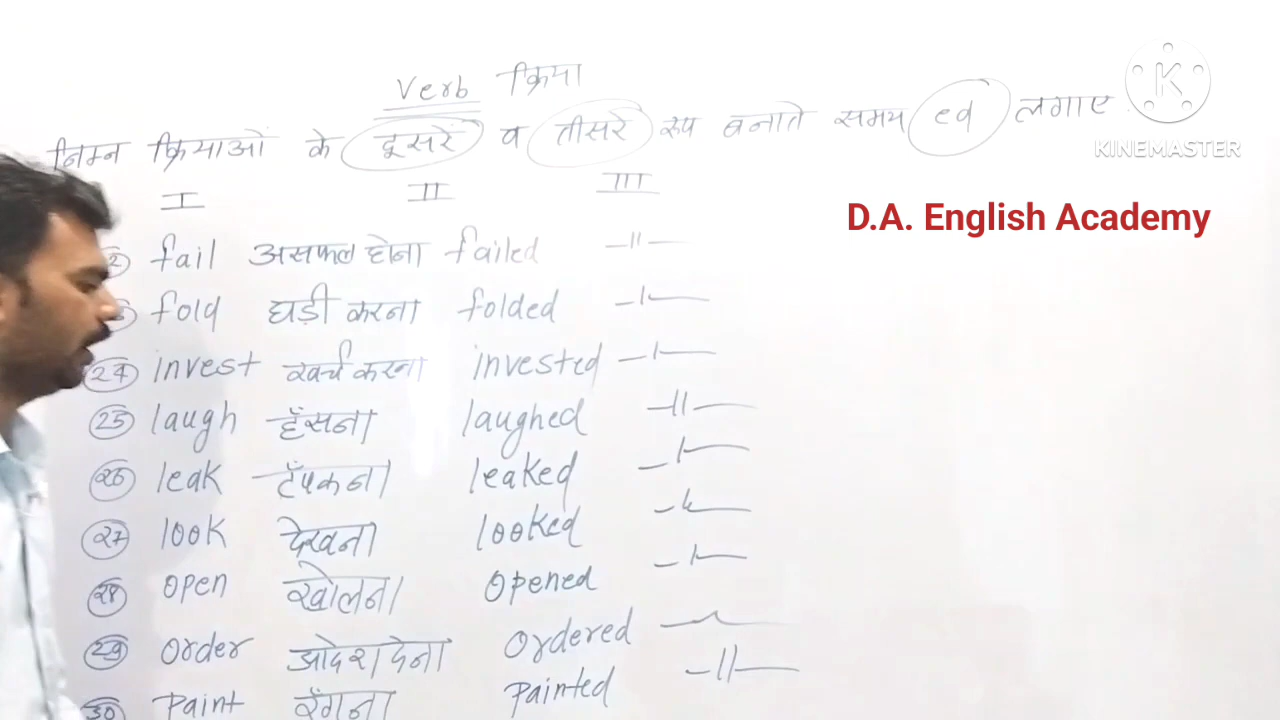 Verb क्रिया
निम्न क्रियाओं के दूसरे व तीसरे रूप बनाते समय ed लगाए
K
KINEMASTER
I II III
D.A. English Academy
fail असफल होना failed -||-
fold घड़ी करना folded -|-
24 invest खर्च करना invested -|-
25 laugh हँसना laughed -||-
26 leak टँपकना leaked -|-
27 look देखना looked
28 open खोलना opened -|-
29 order ओदश देना ordered
30 paint रँगना painted -||-